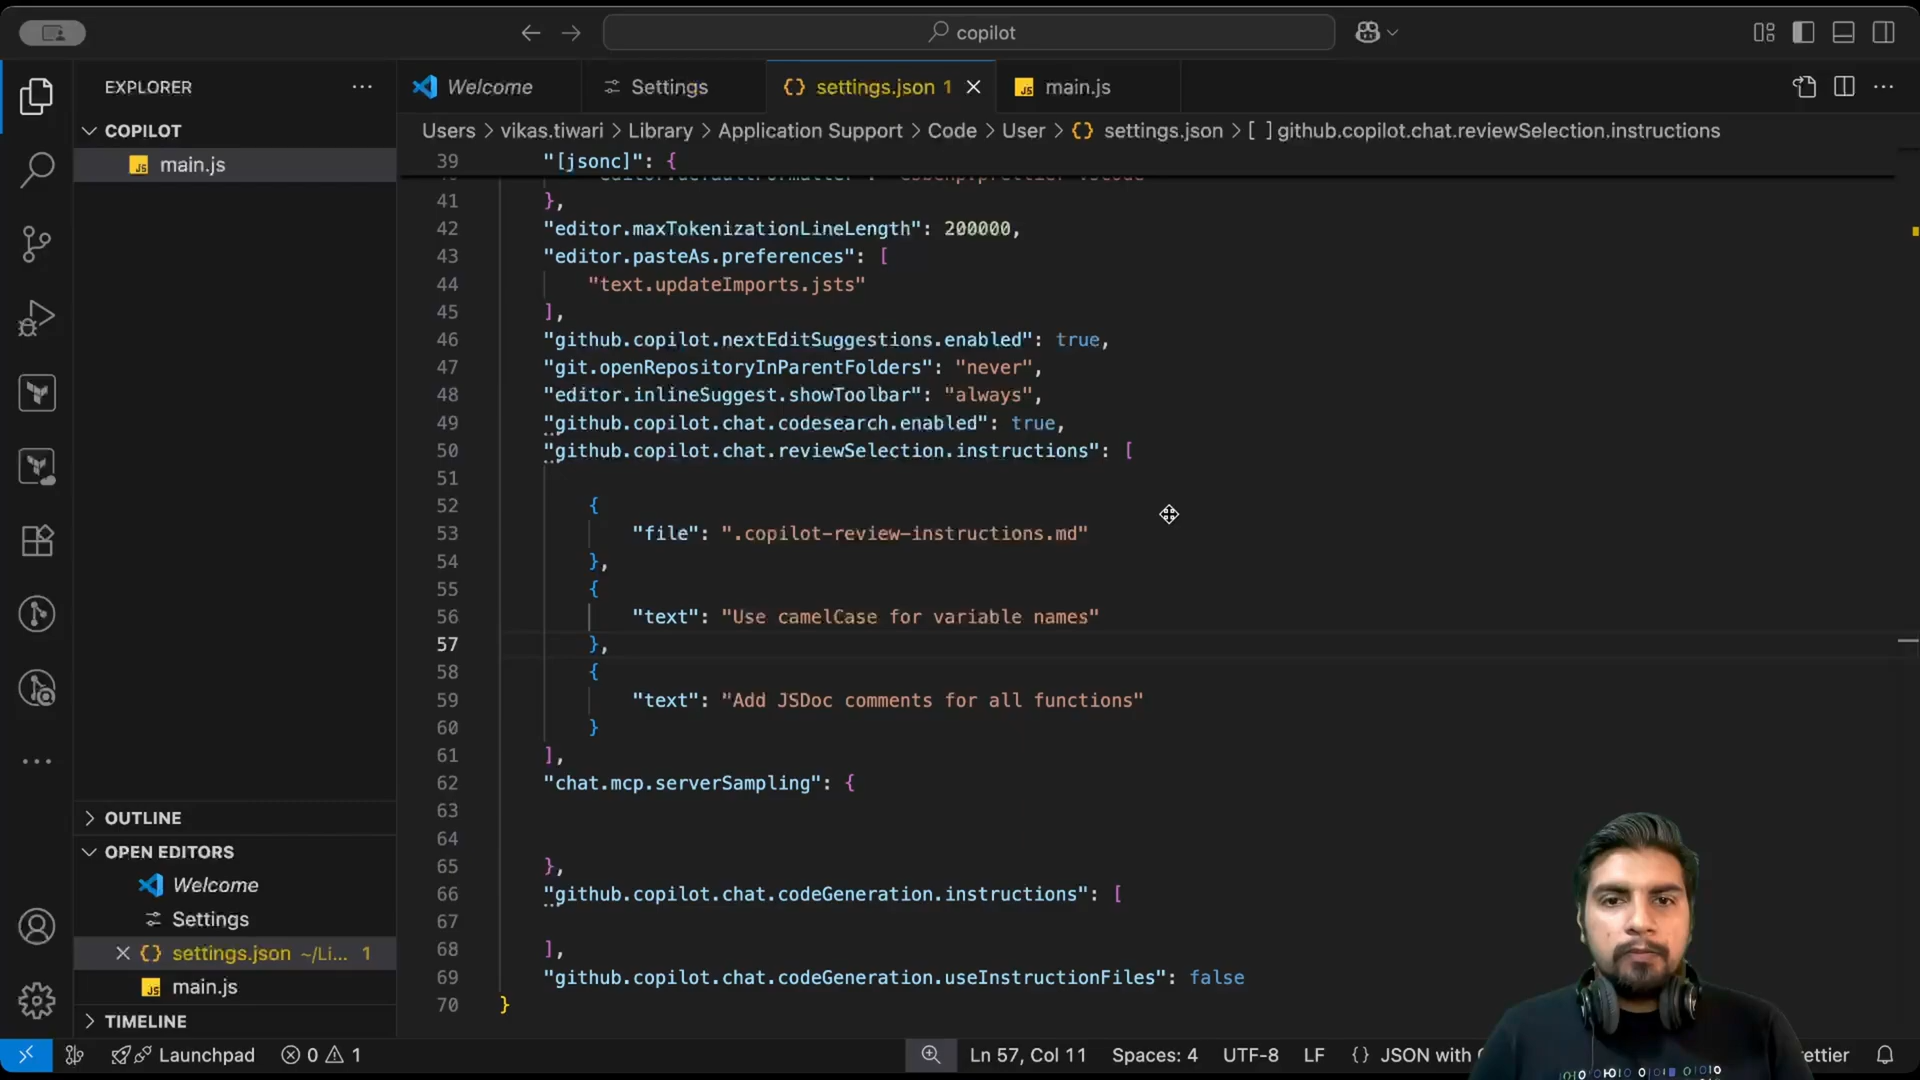 copilot
EXPLORER
Welcome
Settings
settings.json 1
main.js
COPILOT
main.js
Users > vikas.tiwari > Library > Application Support > Code > User > {} settings.json > [ ] github.copilot.chat.reviewSelection.instructions
39 "[jsonc]": {
41 },
42 "editor.maxTokenizationLineLength": 200000,
43 "editor.pasteAs.preferences": [
44 "text.updateImports.jsts"
45 ],
46 "github.copilot.nextEditSuggestions.enabled": true,
47 "git.openRepositoryInParentFolders": "never",
48 "editor.inlineSuggest.showToolbar": "always",
49 "github.copilot.chat.codesearch.enabled": true,
50 "github.copilot.chat.reviewSelection.instructions": [
51
52 {
53 "file": ".copilot-review-instructions.md"
54 },
55 {
56 "text": "Use camelCase for variable names"
57 },
58 {
59 "text": "Add JSDoc comments for all functions"
60 }
61 ],
62 "chat.mcp.serverSampling": {
63
64
65 },
66 "github.copilot.chat.codeGeneration.instructions": [
67
68 ],
69 "github.copilot.chat.codeGeneration.useInstructionFiles": false
70 }
OUTLINE
OPEN EDITORS
Welcome
Settings
settings.json ~/Li... 1
main.js
TIMELINE
Launchpad
0 1
Ln 57, Col 11
Spaces: 4
UTF-8
LF
{} JSON with